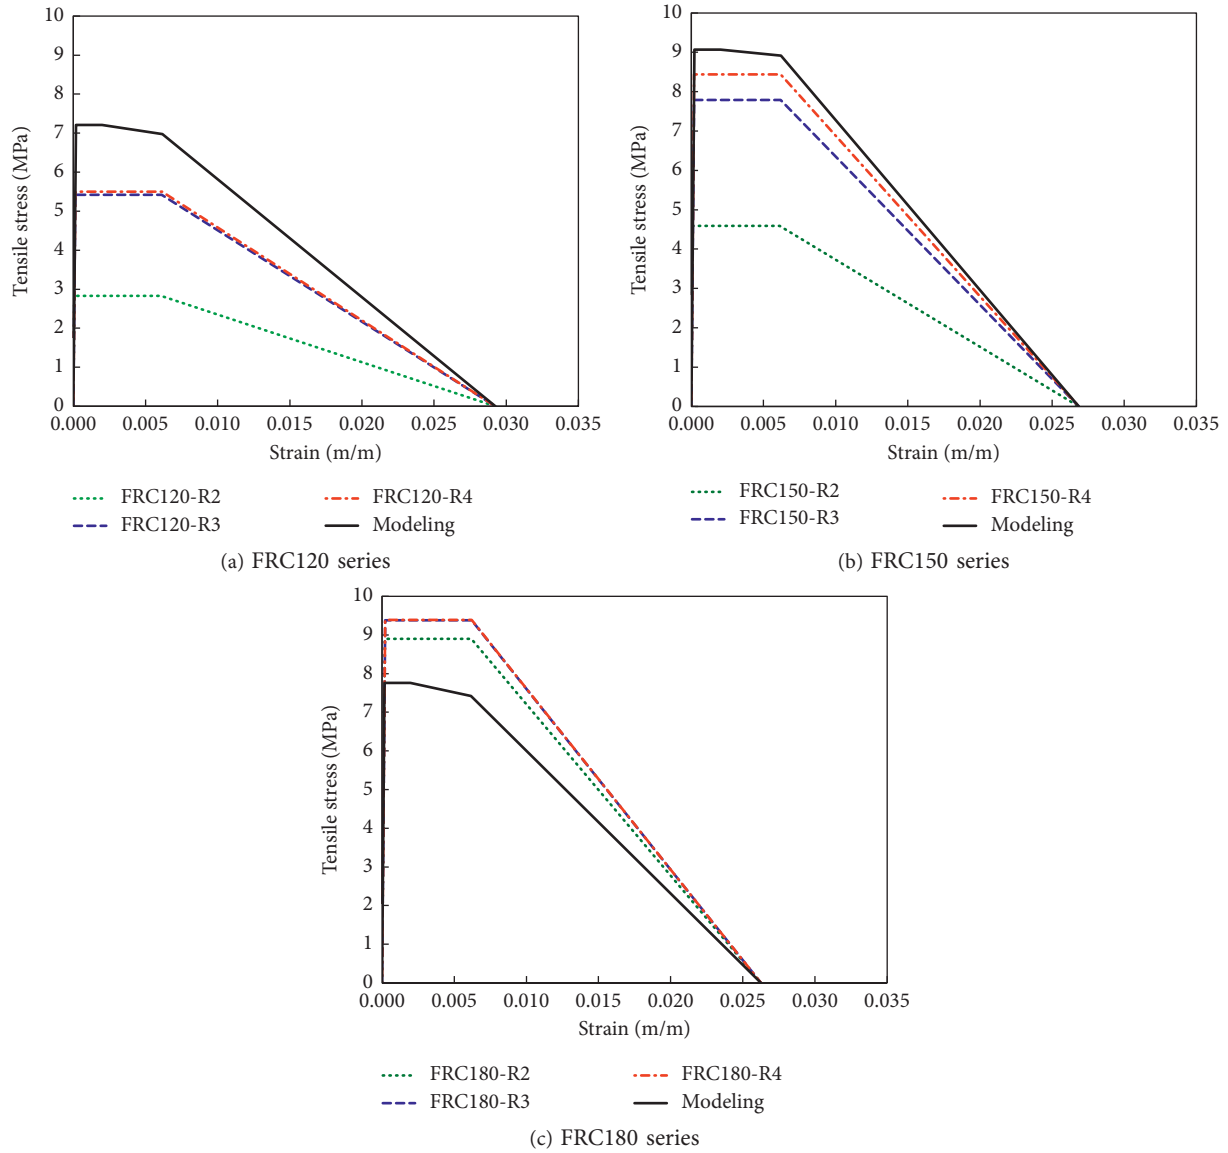 10
9
8
7
6
5
4
3
2
1
0
Tensile stress (MPa)
0.000 0.005 0.010 0.015 0.020 0.025 0.030 0.035
Strain (m/m)
FRC120-R2
FRC120-R3
FRC120-R4
Modeling
(a) FRC120 series
10
9
8
7
6
5
4
3
2
1
0
Tensile stress (MPa)
0.000 0.005 0.010 0.015 0.020 0.025 0.030 0.035
Strain (m/m)
FRC150-R2
FRC150-R3
FRC150-R4
Modeling
(b) FRC150 series
10
9
8
7
6
5
4
3
2
1
0
Tensile stress (MPa)
0.000 0.005 0.010 0.015 0.020 0.025 0.030 0.035
Strain (m/m)
FRC180-R2
FRC180-R3
FRC180-R4
Modeling
(c) FRC180 series